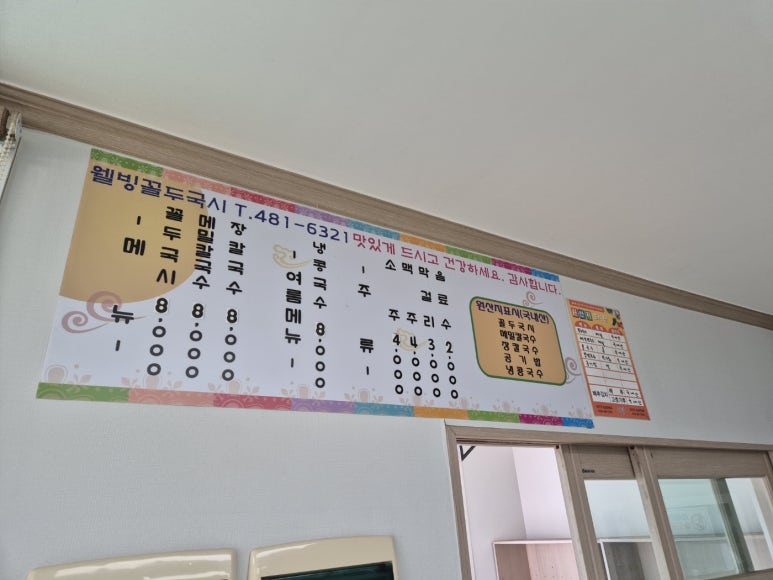 웰빙꼴두국시 T.481-6321 맛있게 드시고 건강하세요. 감사합니다.
-메뉴-
꼴두국시 8.000
메밀칼국수 8.000
장칼국수 8.000
-여름메뉴-
냉콩국수 8.000
-주류-
소주 4.000
맥주 4.000
막걸리 3.000
음료수 2.000
원산지표시(국내산)
꼴두국시
메밀칼국수
장칼국수
공기밥
냉콩국수